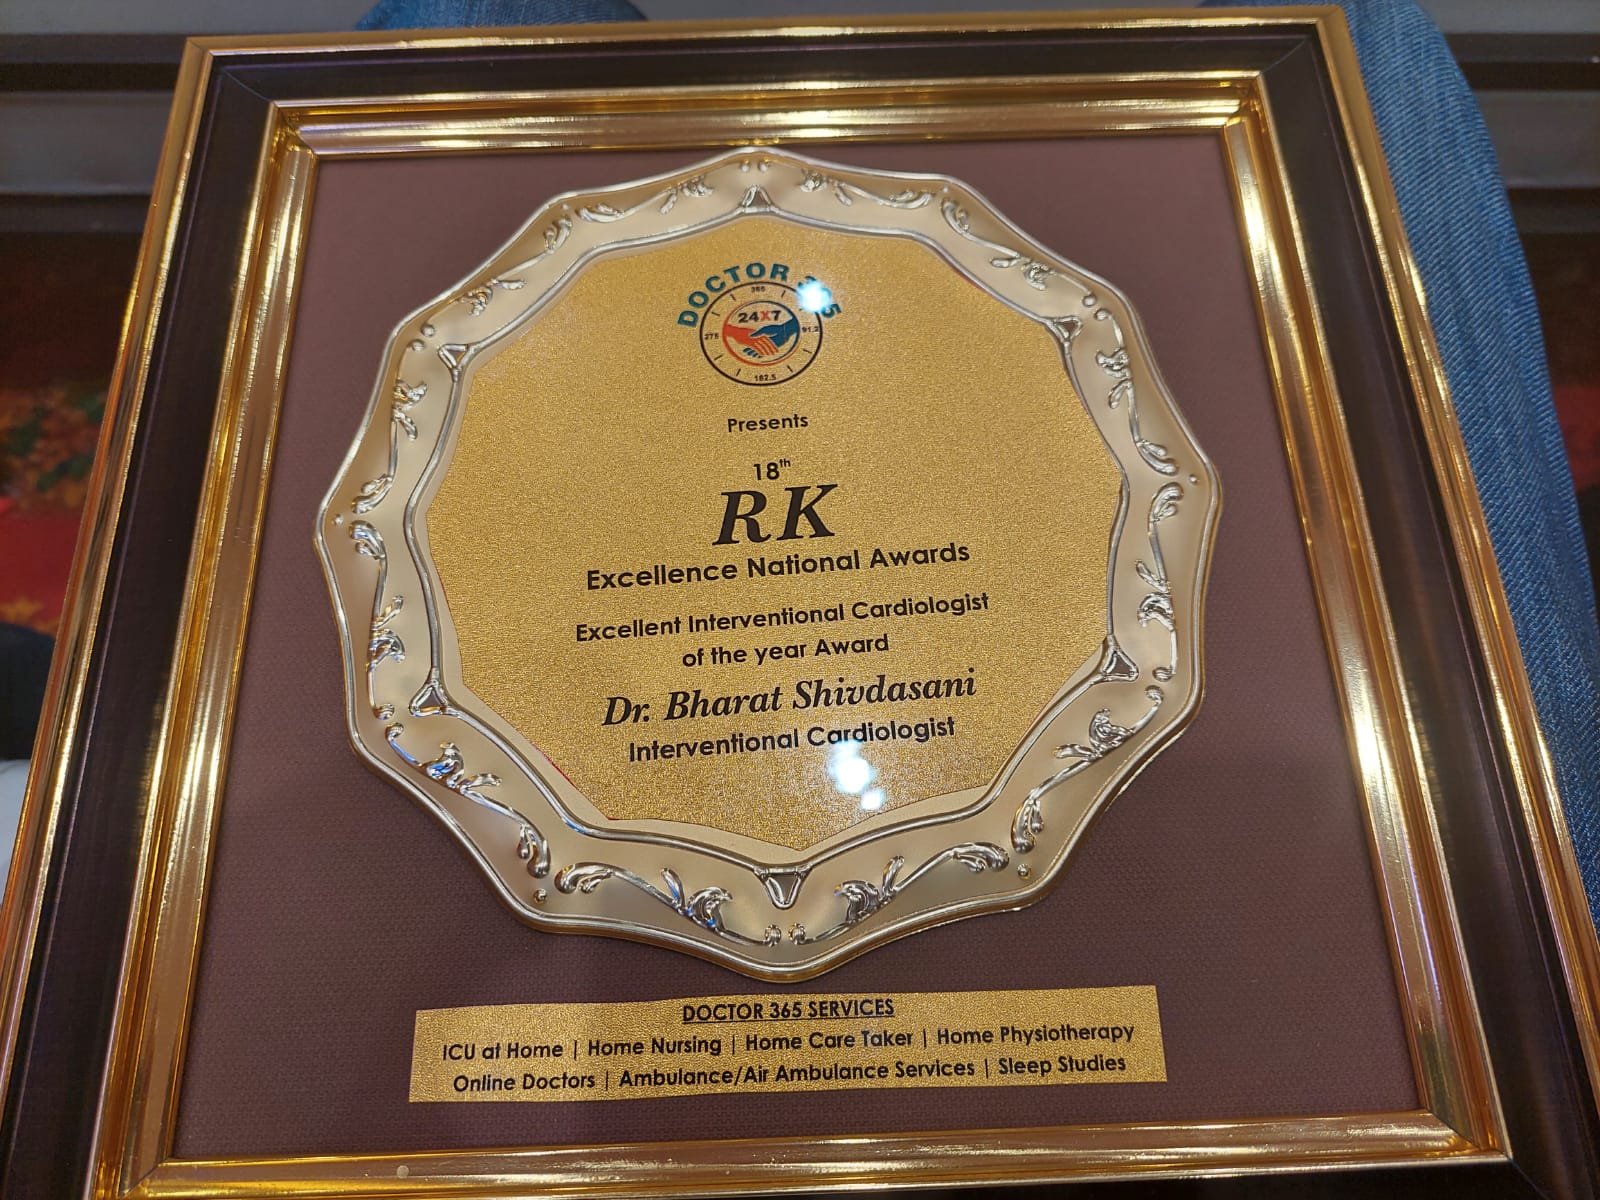 DOCTOR 365
365
24X7
275
91.2
182.5
Presents
18th
RK
Excellence National Awards
Excellent Interventional Cardiologist
of the year Award
Dr. Bharat Shivdasani
Interventional Cardiologist
DOCTOR 365 SERVICES
ICU at Home | Home Nursing | Home Care Taker | Home Physiotherapy
Online Doctors | Ambulance/Air Ambulance Services | Sleep Studies